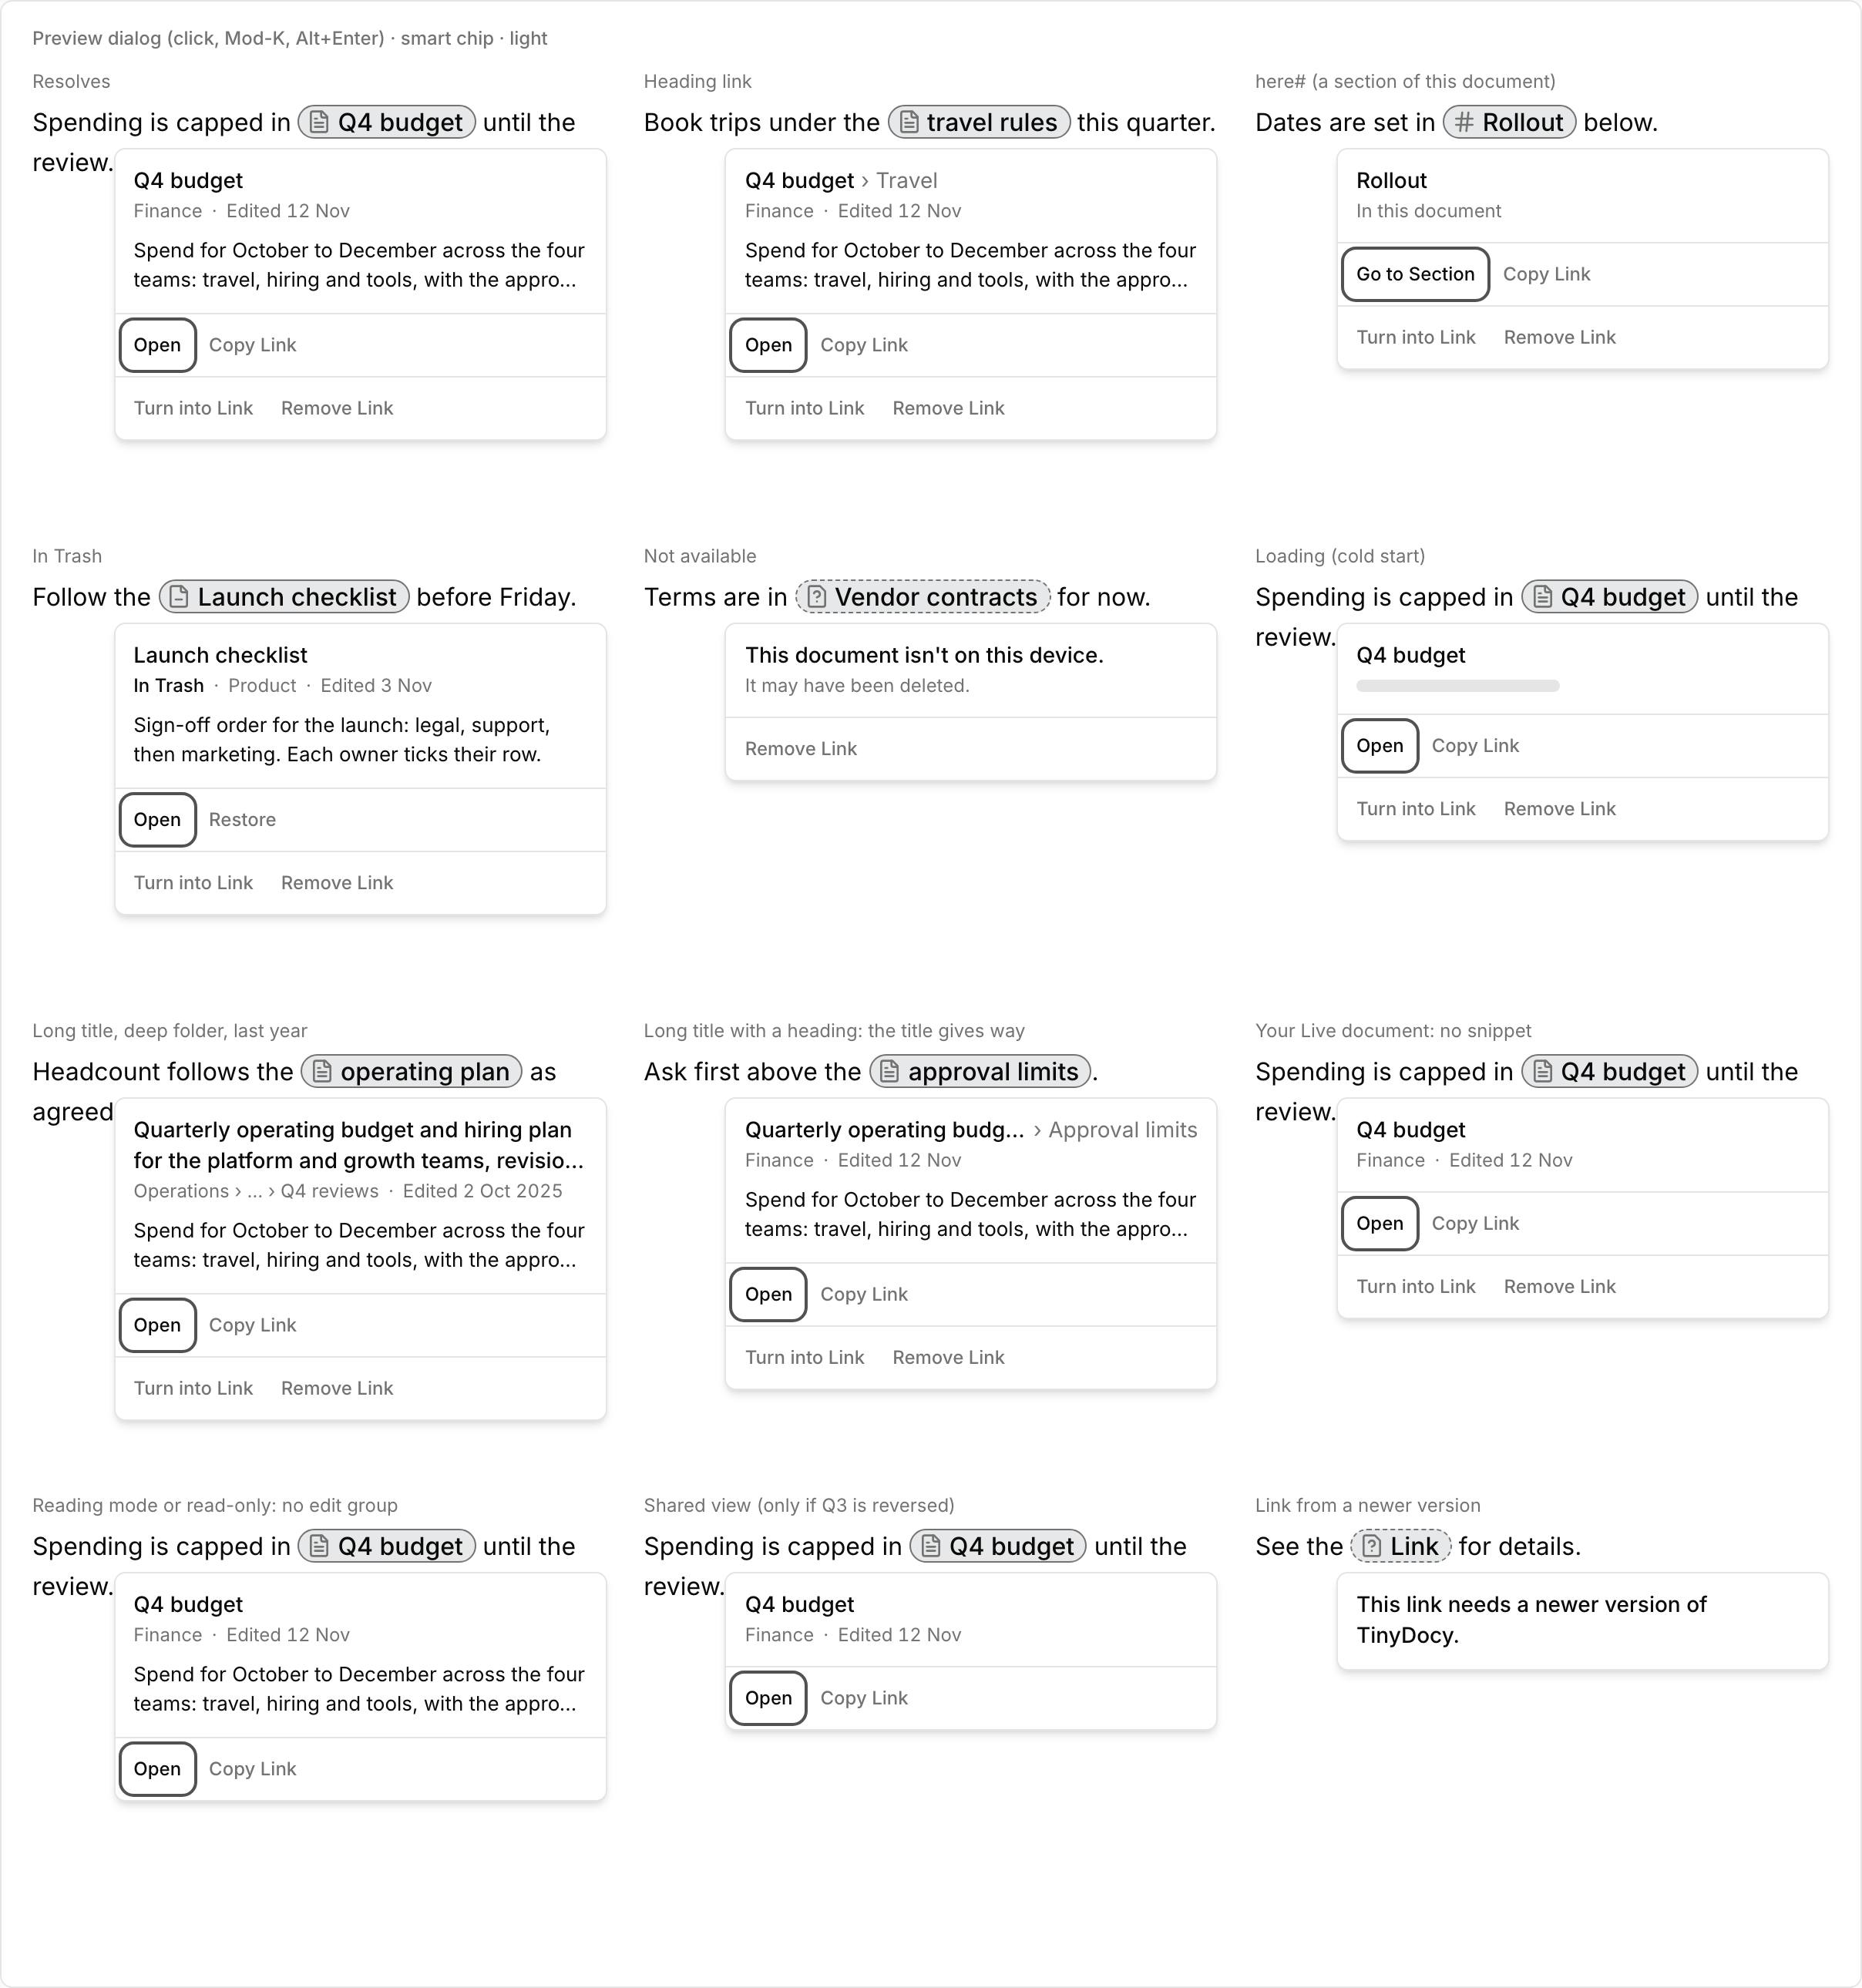 Preview dialog (click, Mod-K, Alt+Enter) · smart chip · light
Resolves
Spending is capped in Q4 budget until the
review.
Q4 budget
Finance · Edited 12 Nov
Spend for October to December across the four
teams: travel, hiring and tools, with the appro...
Open Copy Link
Turn into Link Remove Link
Heading link
Book trips under the travel rules this quarter.
Q4 budget › Travel
Finance · Edited 12 Nov
Spend for October to December across the four
teams: travel, hiring and tools, with the appro...
Open Copy Link
Turn into Link Remove Link
here# (a section of this document)
Dates are set in # Rollout below.
Rollout
In this document
Go to Section Copy Link
Turn into Link Remove Link
In Trash
Follow the Launch checklist before Friday.
Launch checklist
In Trash · Product · Edited 3 Nov
Sign-off order for the launch: legal, support,
then marketing. Each owner ticks their row.
Open Restore
Turn into Link Remove Link
Not available
Terms are in ? Vendor contracts for now.
This document isn't on this device.
It may have been deleted.
Remove Link
Loading (cold start)
Spending is capped in Q4 budget until the
review.
Q4 budget
Open Copy Link
Turn into Link Remove Link
Long title, deep folder, last year
Headcount follows the operating plan as
agreed
Quarterly operating budget and hiring plan
for the platform and growth teams, revisio...
Operations › ... › Q4 reviews · Edited 2 Oct 2025
Spend for October to December across the four
teams: travel, hiring and tools, with the appro...
Open Copy Link
Turn into Link Remove Link
Long title with a heading: the title gives way
Ask first above the approval limits.
Quarterly operating budg... › Approval limits
Finance · Edited 12 Nov
Spend for October to December across the four
teams: travel, hiring and tools, with the appro...
Open Copy Link
Turn into Link Remove Link
Your Live document: no snippet
Spending is capped in Q4 budget until the
review.
Q4 budget
Finance · Edited 12 Nov
Open Copy Link
Turn into Link Remove Link
Reading mode or read-only: no edit group
Spending is capped in Q4 budget until the
review.
Q4 budget
Finance · Edited 12 Nov
Spend for October to December across the four
teams: travel, hiring and tools, with the appro...
Open Copy Link
Shared view (only if Q3 is reversed)
Spending is capped in Q4 budget until the
review.
Q4 budget
Finance · Edited 12 Nov
Open Copy Link
Link from a newer version
See the ? Link for details.
This link needs a newer version of
TinyDocy.